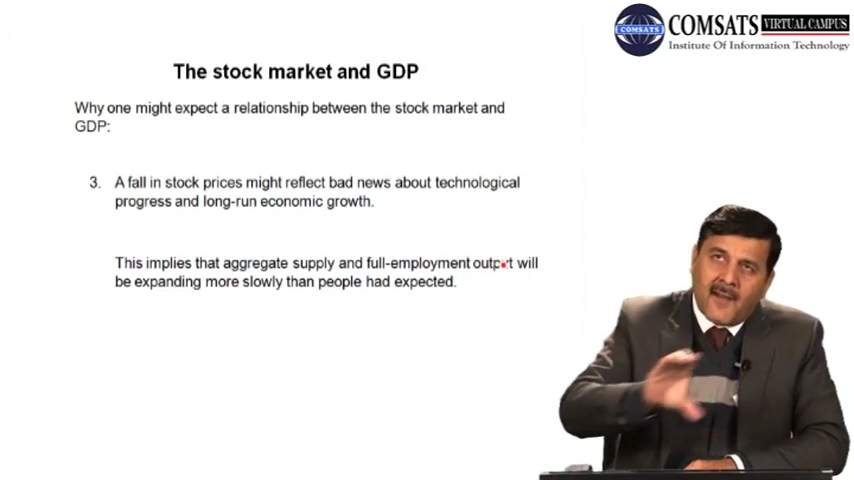 COMSATS VIRTUAL CAMPUS
Institute Of Information Technology
COMSATS
The stock market and GDP
Why one might expect a relationship between the stock market and
GDP:
3. A fall in stock prices might reflect bad news about technological
progress and long-run economic growth.
This implies that aggregate supply and full-employment output will
be expanding more slowly than people had expected.